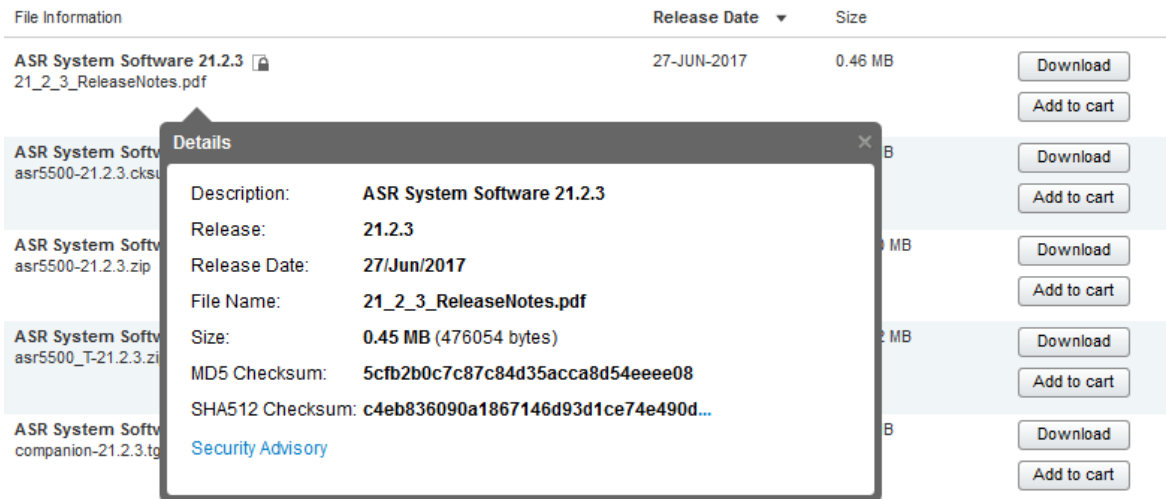 File Information Release Date Size
ASR System Software 21.2.3 27-JUN-2017 0.46 MB Download
21_2_3_ReleaseNotes.pdf
Add to cart
Details
ASR System Softw B Download
asr5500-21.2.3.cksu
Description: ASR System Software 21.2.3 Add to cart
Release: 21.2.3
ASR System Softw MB Download
asr5500-21.2.3.zip Release Date: 27/Jun/2017
File Name: 21_2_3_ReleaseNotes.pdf Add to cart
ASR System Softw Size: 0.45 MB (476054 bytes) MB Download
asr5500_T-21.2.3.zi
MD5 Checksum: 5cfb2b0c7c87c84d35acca8d54eeee08 Add to cart
SHA512 Checksum: c4eb836090a1867146d93d1ce74e490d...
ASR System Softw B Download
companion-21.2.3.tg Security Advisory
Add to cart